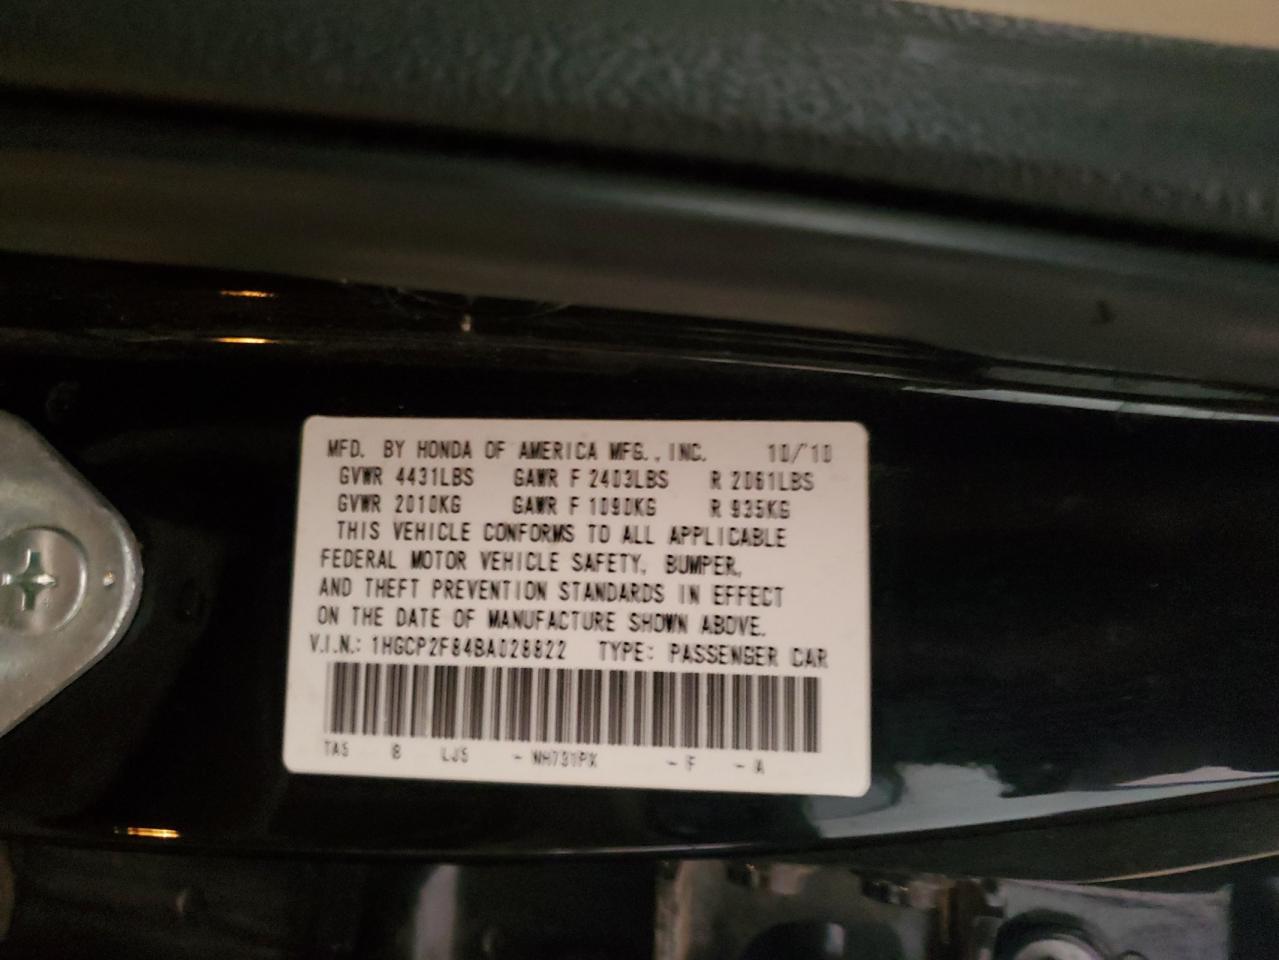 MFD. BY HONDA OF AMERICA MFG., INC. 10/'10
GVWR 4431LBS GAWR F 2403LBS R 2061LBS
GVWR 2010KG GAWR F 1090KG R 935KG
THIS VEHICLE CONFORMS TO ALL APPLICABLE
FEDERAL MOTOR VEHICLE SAFETY, BUMPER,
AND THEFT PREVENTION STANDARDS IN EFFECT
ON THE DATE OF MANUFACTURE SHOWN ABOVE.
V.I.N.: 1HGCP2F84BA028822 TYPE: PASSENGER CAR
TA5 B LJ5 - NH731PX - F - A